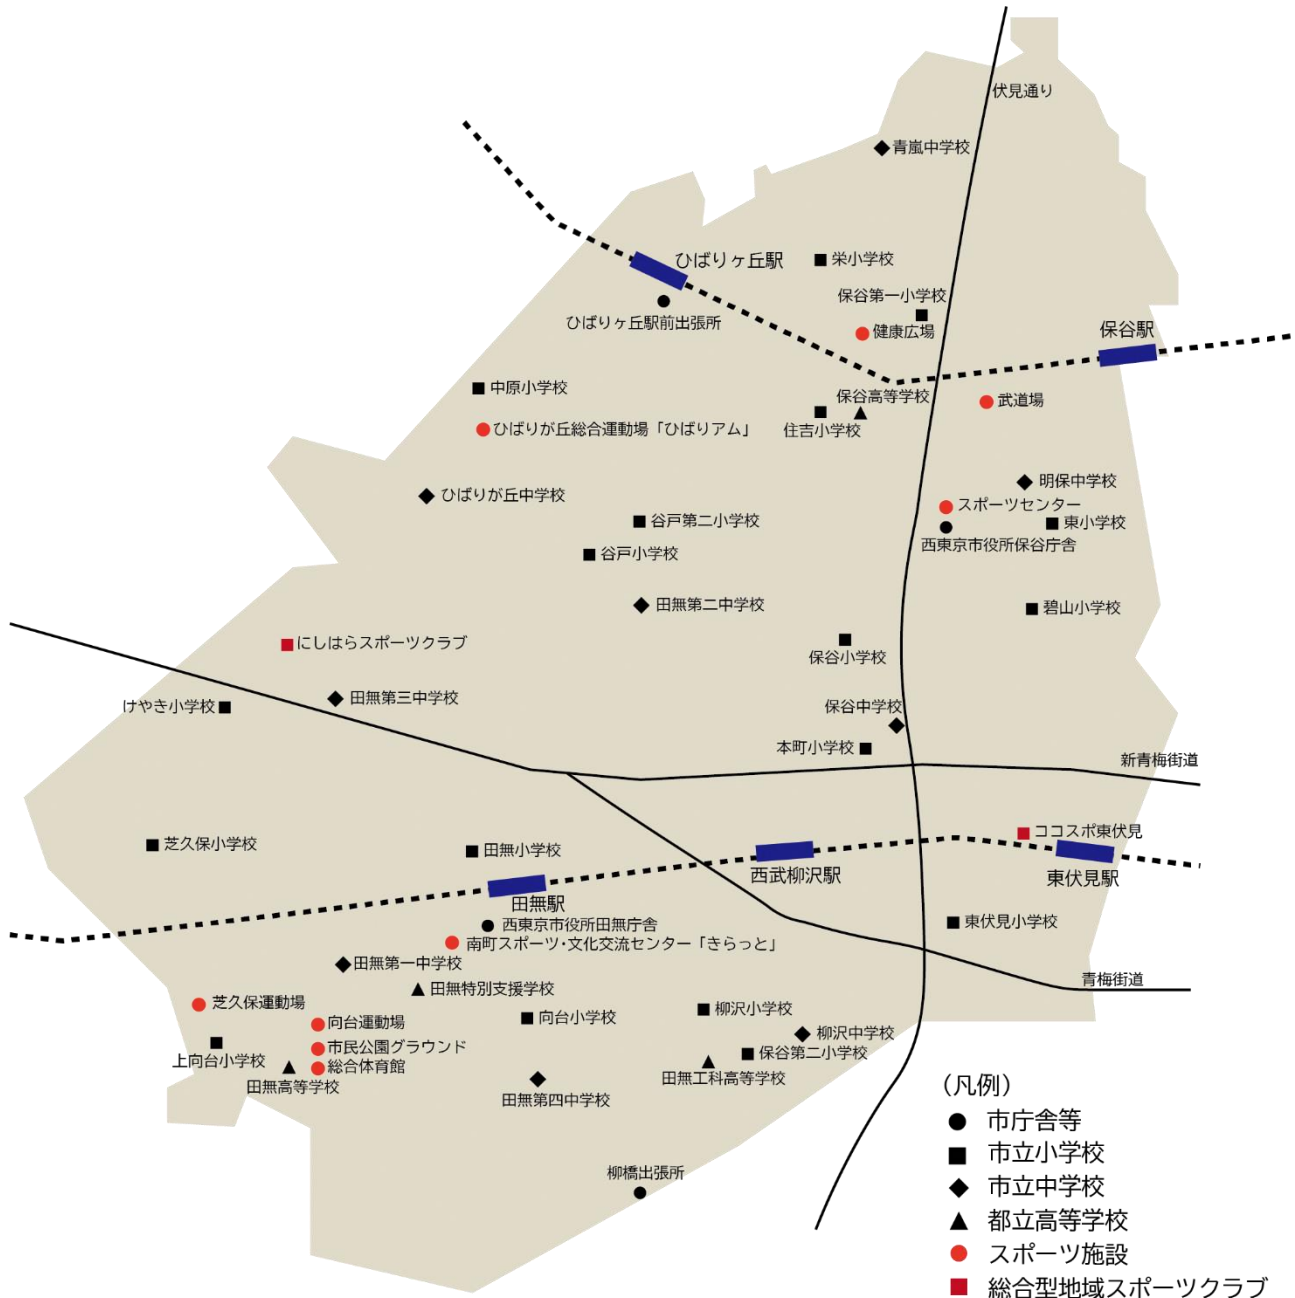 伏見通り
青嵐中学校
ひばりヶ丘駅
栄小学校
保谷第一小学校
ひばりヶ丘駅前出張所
健康広場
保谷駅
中原小学校
保谷高等学校
武道場
ひばりが丘総合運動場「ひばりアム」
住吉小学校
明保中学校
ひばりが丘中学校
スポーツセンター
谷戸第二小学校
東小学校
西東京市役所保谷庁舎
谷戸小学校
田無第二中学校
碧山小学校
にしはらスポーツクラブ
保谷小学校
田無第三中学校
けやき小学校
保谷中学校
本町小学校
新青梅街道
ココスポ東伏見
芝久保小学校
田無小学校
西武柳沢駅
東伏見駅
田無駅
西東京市役所田無庁舎
東伏見小学校
南町スポーツ・文化交流センター「きらっと」
田無第一中学校
青梅街道
田無特別支援学校
芝久保運動場
柳沢小学校
向台小学校
向台運動場
柳沢中学校
市民公園グラウンド
保谷第二小学校
上向台小学校
総合体育館
田無工科高等学校
田無高等学校
田無第四中学校
柳橋出張所
（凡例）
市庁舎等
市立小学校
市立中学校
都立高等学校
スポーツ施設
総合型地域スポーツクラブ